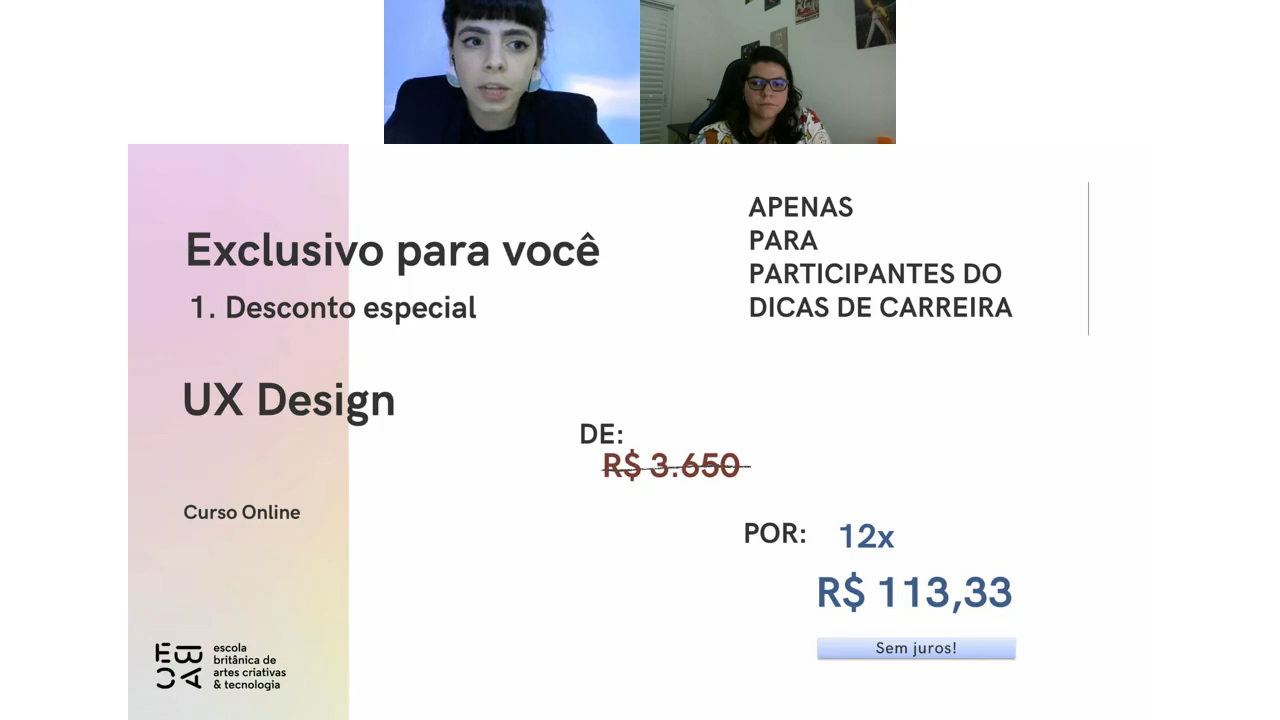 Exclusivo para você
1. Desconto especial
APENAS
PARA
PARTICIPANTES DO
DICAS DE CARREIRA
UX Design
DE:
R$ 3.650
POR: 12x
R$ 113,33
Sem juros!
Curso Online
EBAC
escola
britânica de
artes criativas
& tecnologia